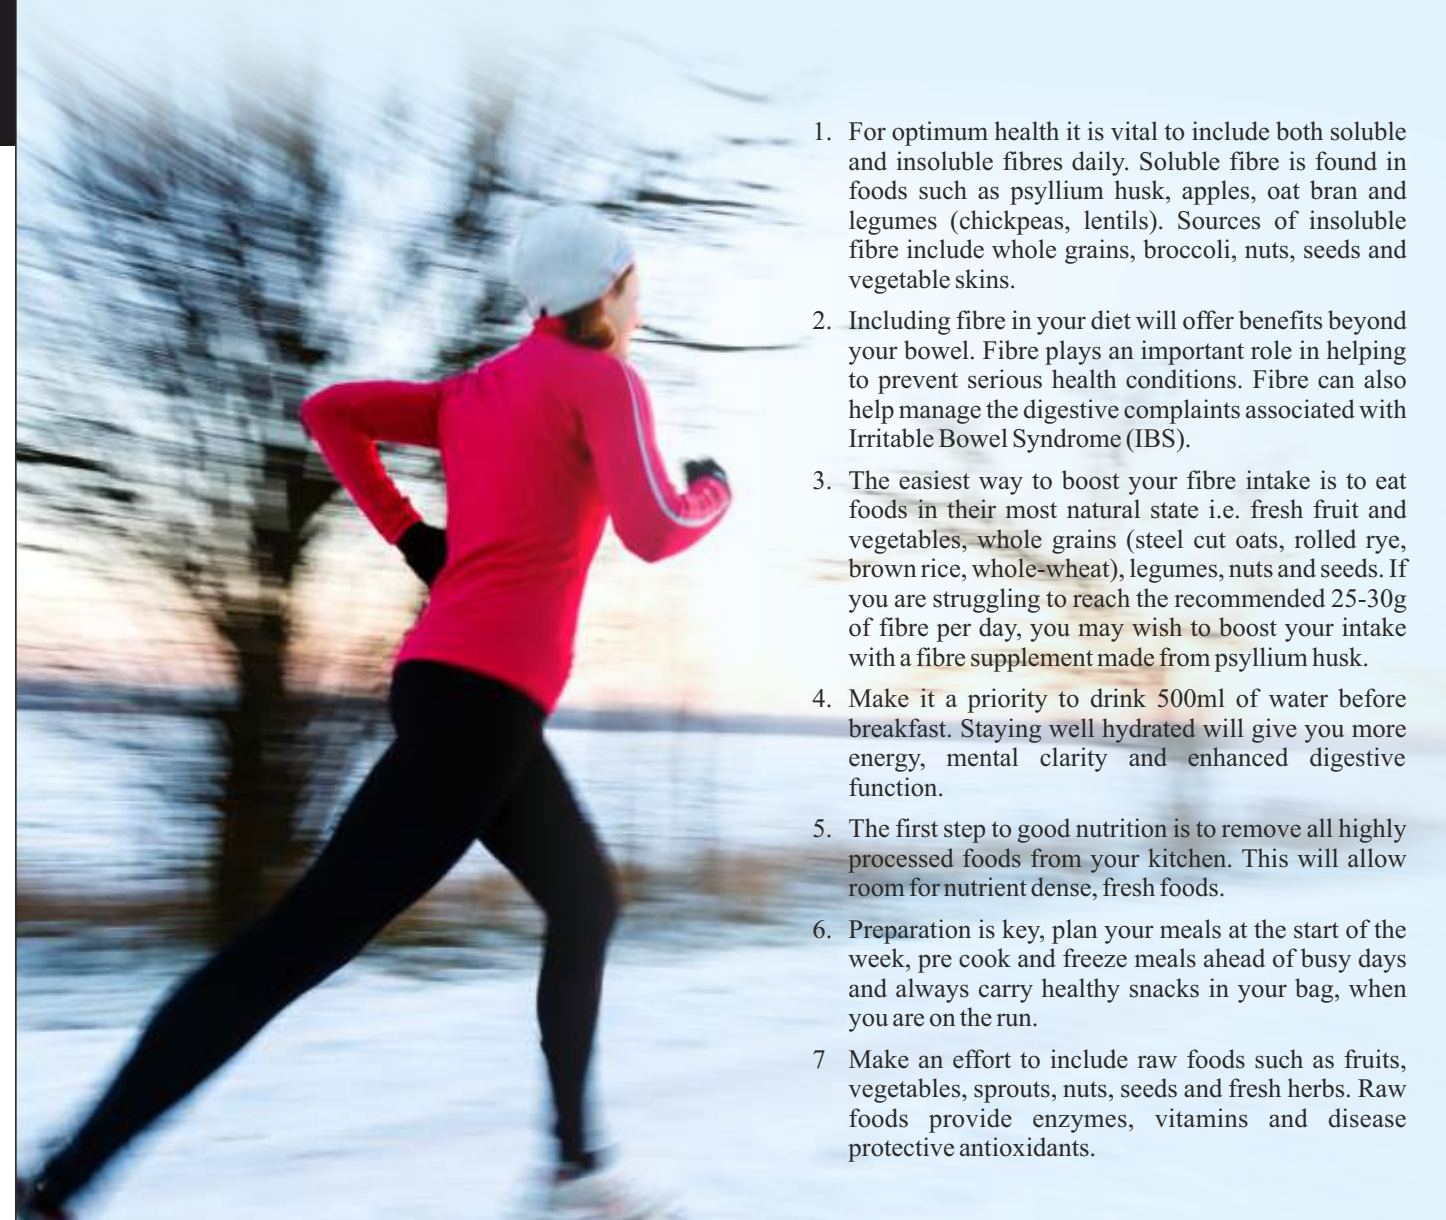 1. For optimum health it is vital to include both soluble
and insoluble fibres daily. Soluble fibre is found in
foods such as psyllium husk, apples, oat bran and
legumes (chickpeas, lentils). Sources of insoluble
fibre include whole grains, broccoli, nuts, seeds and
vegetable skins.
2. Including fibre in your diet will offer benefits beyond
your bowel. Fibre plays an important role in helping
to prevent serious health conditions. Fibre can also
help manage the digestive complaints associated with
Irritable Bowel Syndrome (IBS).
3. The easiest way to boost your fibre intake is to eat
foods in their most natural state i.e. fresh fruit and
vegetables, whole grains (steel cut oats, rolled rye,
brown rice, whole-wheat), legumes, nuts and seeds. If
you are struggling to reach the recommended 25-30g
of fibre per day, you may wish to boost your intake
with a fibre supplement made from psyllium husk.
4. Make it a priority to drink 500ml of water before
breakfast. Staying well hydrated will give you more
energy, mental clarity and enhanced digestive
function.
5. The first step to good nutrition is to remove all highly
processed foods from your kitchen. This will allow
room for nutrient dense, fresh foods.
6. Preparation is key, plan your meals at the start of the
week, pre cook and freeze meals ahead of busy days
and always carry healthy snacks in your bag, when
you are on the run.
7 Make an effort to include raw foods such as fruits,
vegetables, sprouts, nuts, seeds and fresh herbs. Raw
foods provide enzymes, vitamins and disease
protective antioxidants.